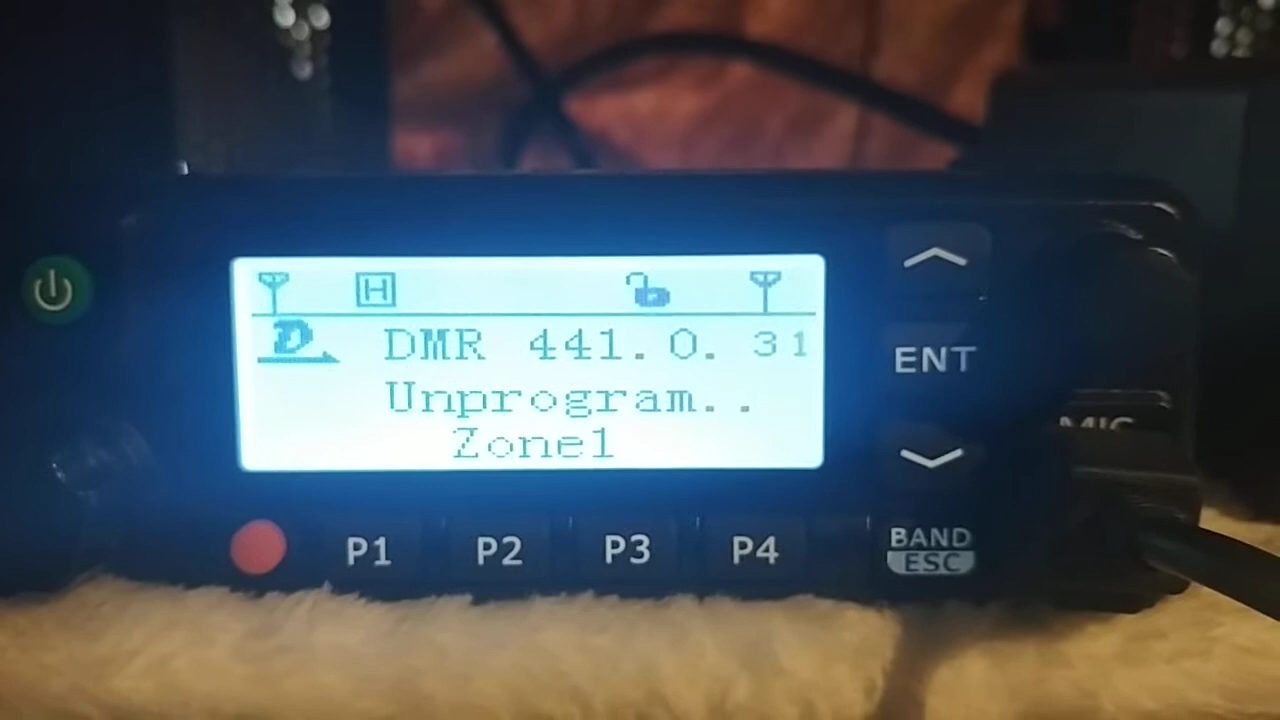 H
D DMR 441.0. 31
Unprogram..
Zone1
ENT
MIC
P1 P2 P3 P4
BAND
ESC